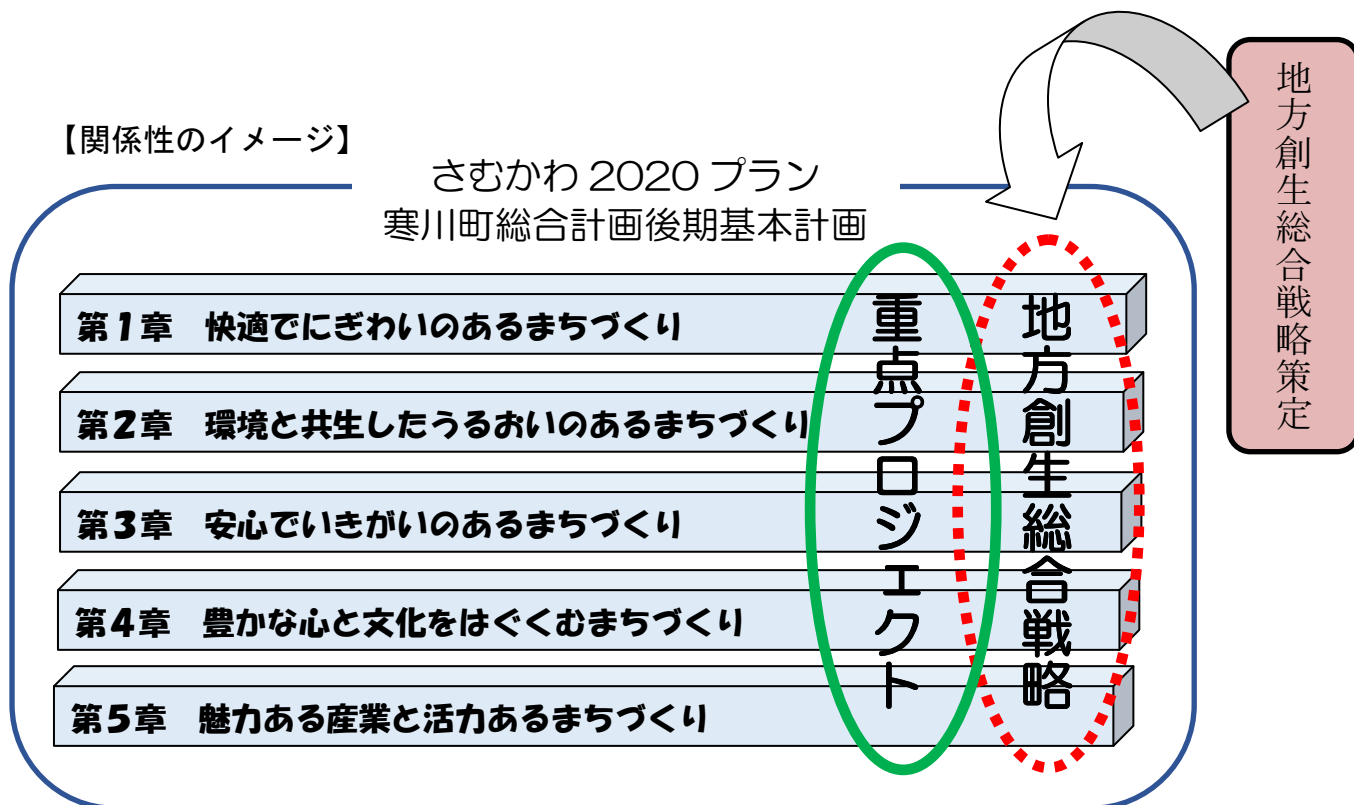 【関係性のイメージ】
さむかわ 2020 プラン
寒川町総合計画後期基本計画
第1章 快適でにぎわいのあるまちづくり
第2章 環境と共生したうるおいのあるまちづくり
第3章 安心でいきがいのあるまちづくり
第4章 豊かな心と文化をはぐくむまちづくり
第5章 魅力ある産業と活力あるまちづくり
重点プロジェクト
地方創生総合戦略
地方創生総合戦略策定